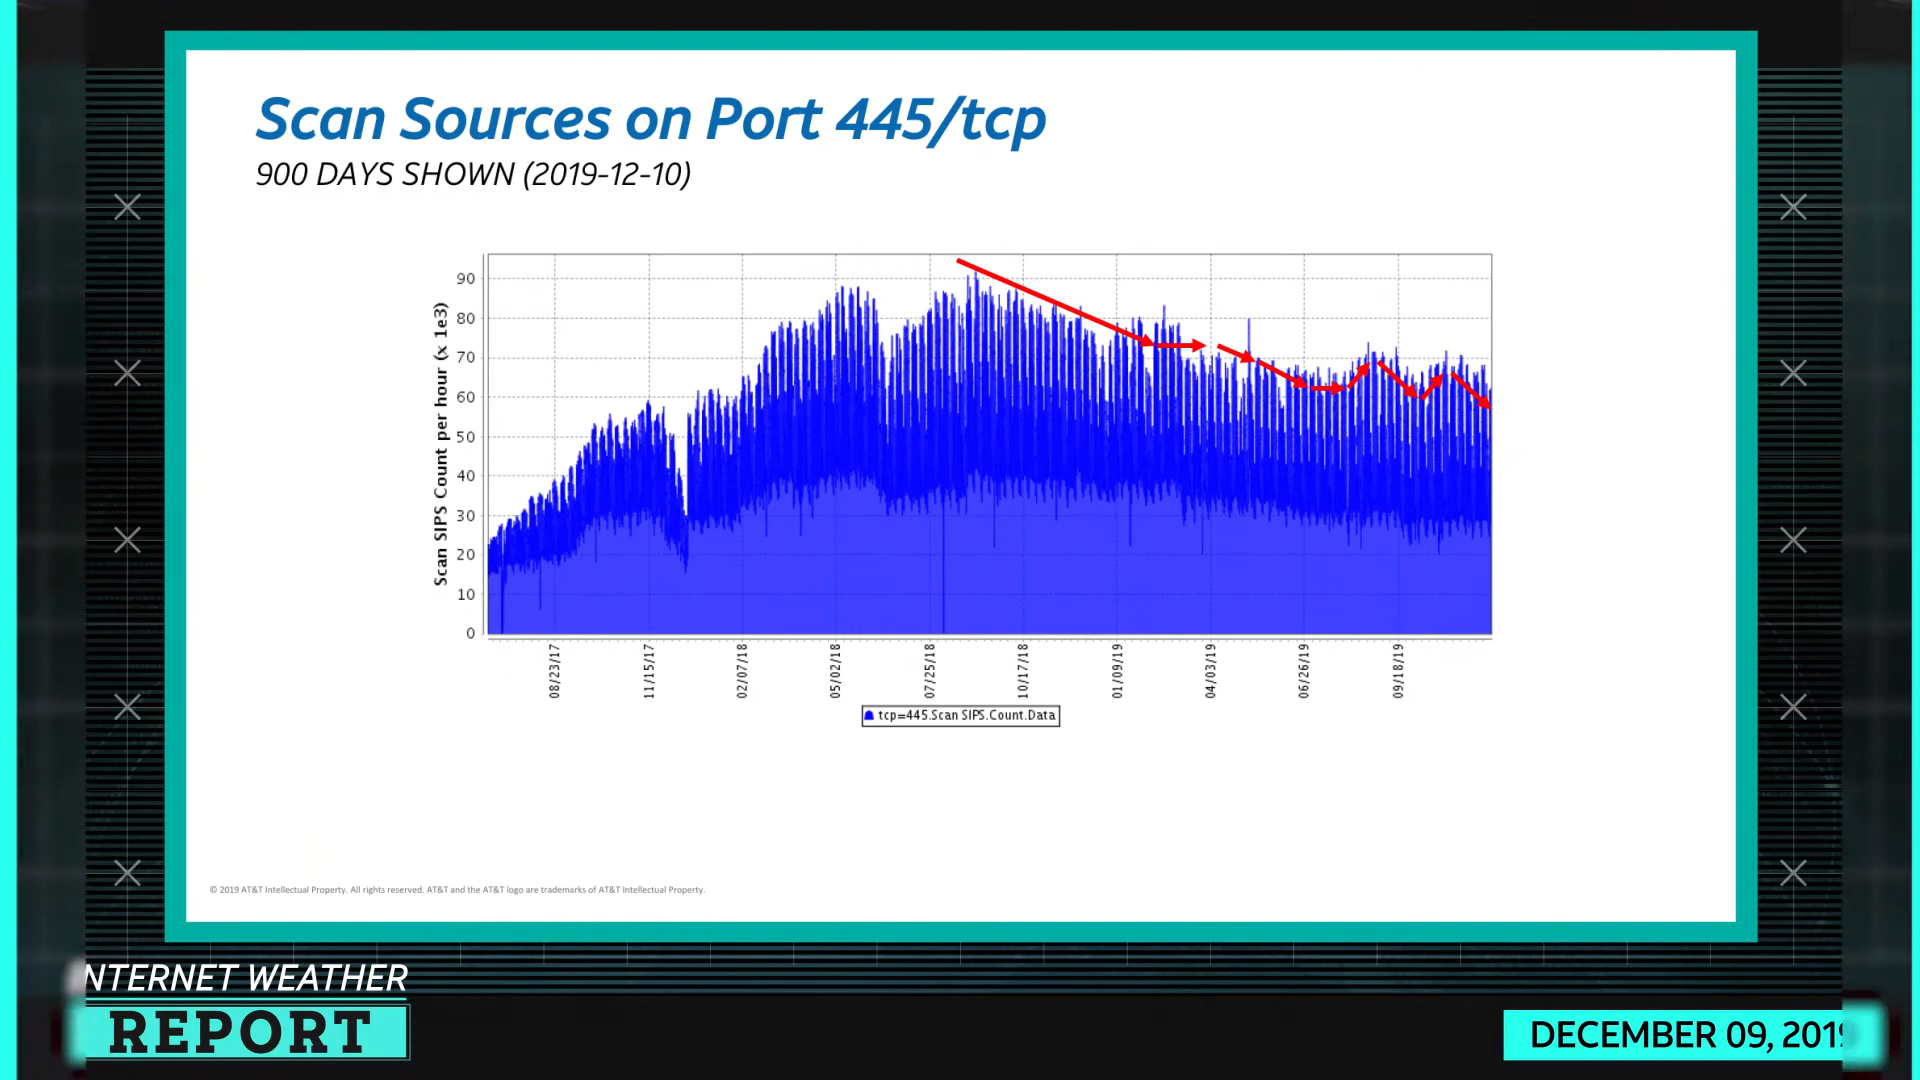 Scan Sources on Port 445/tcp
900 DAYS SHOWN (2019-12-10)
Scan SIPS Count per hour (x 1e3)
90
80
70
60
50
40
30
20
10
0
08/23/17
11/15/17
02/07/18
05/02/18
07/25/18
10/17/18
01/09/19
04/03/19
06/26/19
09/18/19
tcp=445.Scan SIPS.Count.Data
© 2019 AT&T Intellectual Property. All rights reserved. AT&T and the AT&T logo are trademarks of AT&T Intellectual Property.
NTERNET WEATHER
REPORT
DECEMBER 09, 2019